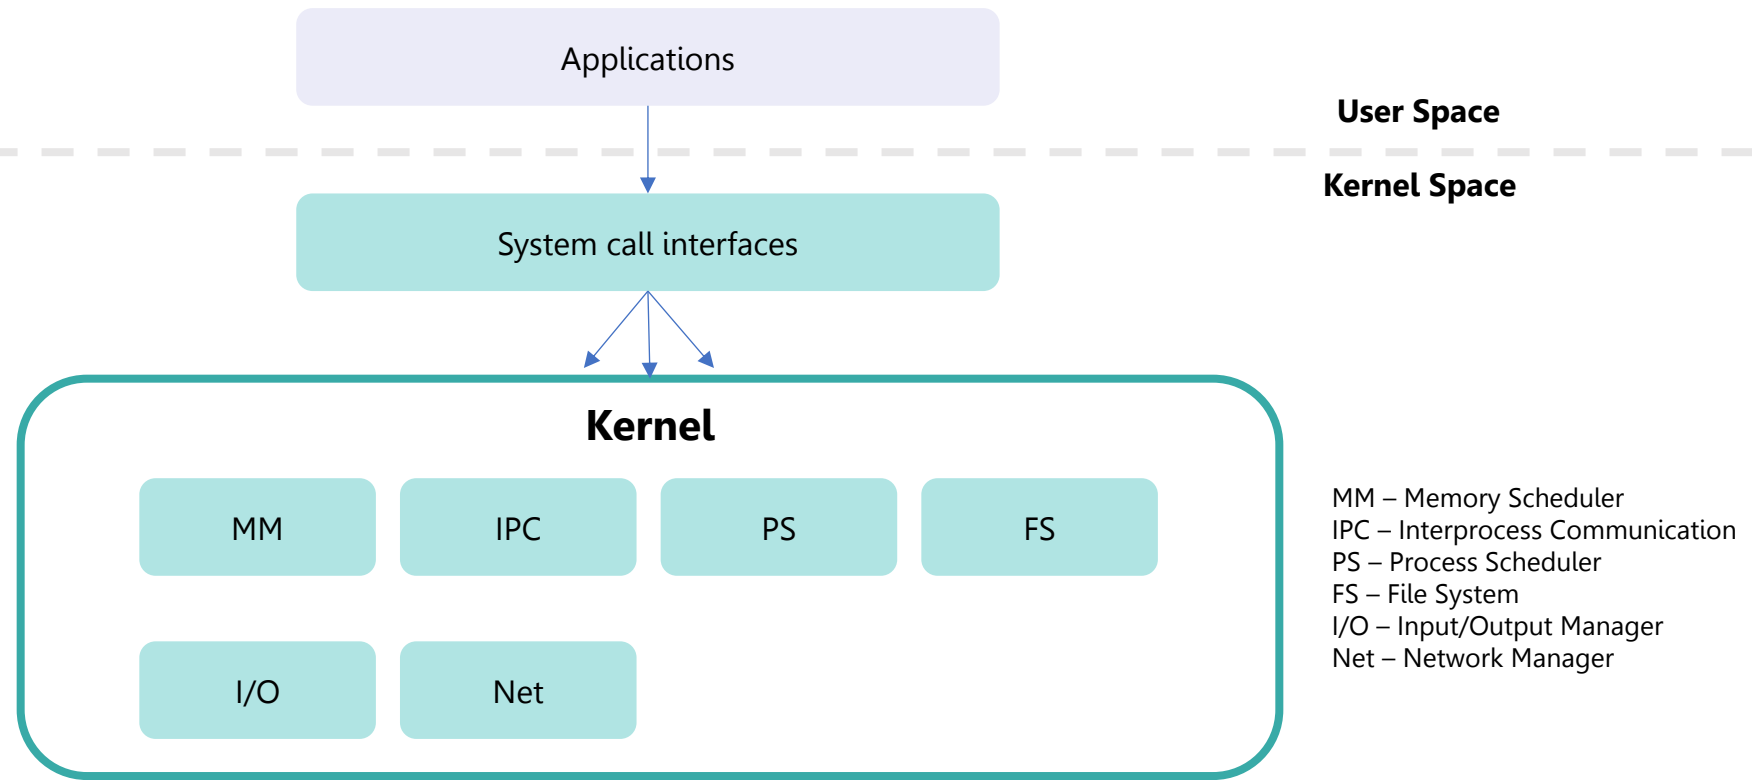 Applications
User Space
Kernel Space
System call interfaces
Kernel
MM
IPC
PS
FS
I/O
Net
MM – Memory Scheduler
IPC – Interprocess Communication
PS – Process Scheduler
FS – File System
I/O – Input/Output Manager
Net – Network Manager